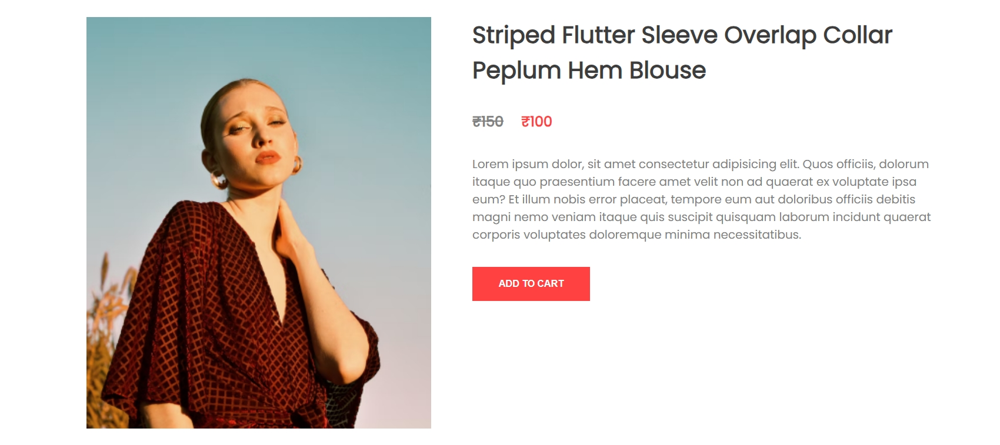 Striped Flutter Sleeve Overlap Collar
Peplum Hem Blouse
₹150 ₹100
Lorem ipsum dolor, sit amet consectetur adipisicing elit. Quos officiis, dolorum
itaque quo praesentium facere amet velit non ad quaerat ex voluptate ipsa
eum? Et illum nobis error placeat, tempore eum aut doloribus officiis debitis
magni nemo veniam itaque quis suscipit quisquam laborum incidunt quaerat
corporis voluptates doloremque minima necessitatibus.
ADD TO CART